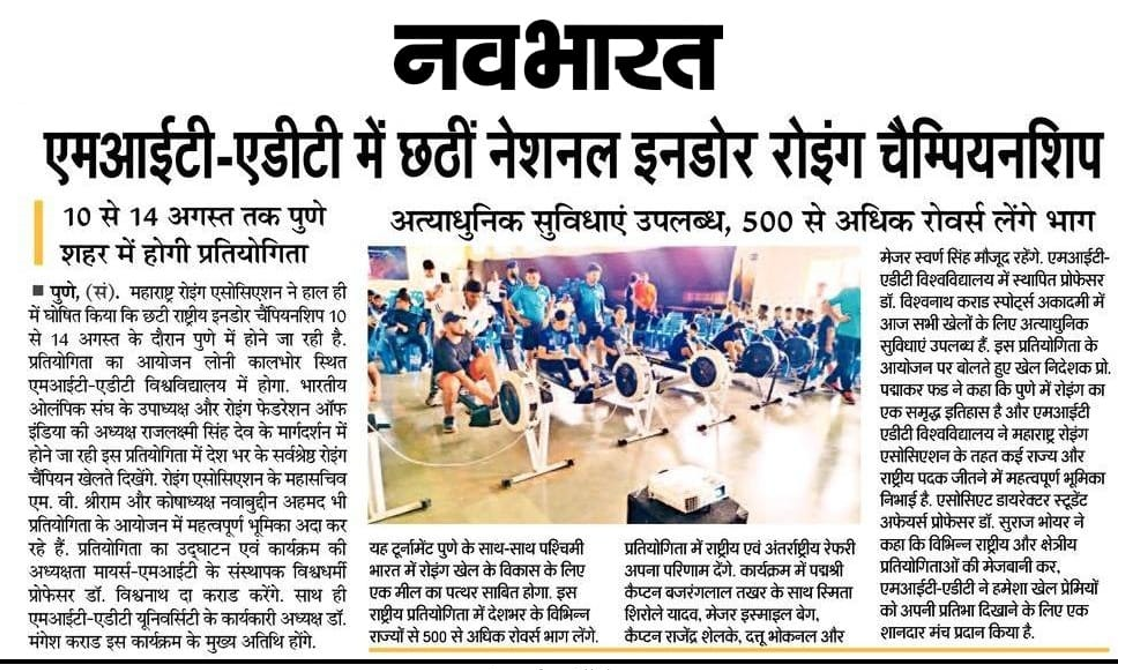 नवभारत
एमआईटी-एडीटी में छठीं नेशनल इनडोर रोइंग चैम्पियनशिप
10 से 14 अगस्त तक पुणे
शहर में होगी प्रतियोगिता
अत्याधुनिक सुविधाएं उपलब्ध, 500 से अधिक रोवर्स लेंगे भाग
■ पुणे, (सं). महाराष्ट्र रोइंग एसोसिएशन ने हाल ही
में घोषित किया कि छटी राष्ट्रीय इनडोर चैंपियनशिप 10
से 14 अगस्त के दौरान पुणे में होने जा रही है.
प्रतियोगिता का आयोजन लोनी कालभोर स्थित
एमआईटी-एडीटी विश्वविद्यालय में होगा. भारतीय
ओलंपिक संघ के उपाध्यक्ष और रोइंग फेडरेशन ऑफ
इंडिया की अध्यक्ष राजलक्ष्मी सिंह देव के मार्गदर्शन में
होने जा रही इस प्रतियोगिता में देश भर के सर्वश्रेष्ठ रोइंग
चैंपियन खेलते दिखेंगे. रोइंग एसोसिएशन के महासचिव
एम. वी. श्रीराम और कोषाध्यक्ष नवाबुद्दीन अहमद भी
प्रतियोगिता के आयोजन में महत्वपूर्ण भूमिका अदा कर
रहे हैं. प्रतियोगिता का उद्घाटन एवं कार्यक्रम की
अध्यक्षता मायर्स-एमआईटी के संस्थापक विश्वधर्मी
प्रोफेसर डॉ. विश्वनाथ दा कराड करेंगे. साथ ही
एमआईटी-एडीटी यूनिवर्सिटी के कार्यकारी अध्यक्ष डॉ.
मंगेश कराड इस कार्यक्रम के मुख्य अतिथि होंगे.
यह टूर्नामेंट पुणे के साथ-साथ पश्चिमी
भारत में रोइंग खेल के विकास के लिए
एक मील का पत्थर साबित होगा. इस
राष्ट्रीय प्रतियोगिता में देशभर के विभिन्न
राज्यों से 500 से अधिक रोवर्स भाग लेंगे.
प्रतियोगिता में राष्ट्रीय एवं अंतर्राष्ट्रीय रेफरी
अपना परिणाम देंगे. कार्यक्रम में पद्मश्री
कैप्टन बजरंगलाल तखर के साथ स्मिता
शिरोले यादव, मेजर इस्माइल बेग,
कैप्टन राजेंद्र शेलके, दत्तू भोकनल और
मेजर स्वर्ण सिंह मौजूद रहेंगे. एमआईटी-
एडीटी विश्वविद्यालय में स्थापित प्रोफेसर
डॉ. विश्वनाथ कराड स्पोर्ट्स अकादमी में
आज सभी खेलों के लिए अत्याधुनिक
सुविधाएं उपलब्ध हैं. इस प्रतियोगिता के
आयोजन पर बोलते हुए खेल निदेशक प्रो.
पद्माकर फड ने कहा कि पुणे में रोइंग का
एक समृद्ध इतिहास है और एमआईटी
एडीटी विश्वविद्यालय ने महाराष्ट्र रोइंग
एसोसिएशन के तहत कई राज्य और
राष्ट्रीय पदक जीतने में महत्वपूर्ण भूमिका
निभाई है. एसोसिएट डायरेक्टर स्टूडेंट
अफेयर्स प्रोफेसर डॉ. सुराज भोयर ने
कहा कि विभिन्न राष्ट्रीय और क्षेत्रीय
प्रतियोगिताओं की मेजबानी कर,
एमआईटी-एडीटी ने हमेशा खेल प्रेमियों
को अपनी प्रतिभा दिखाने के लिए एक
शानदार मंच प्रदान किया है.